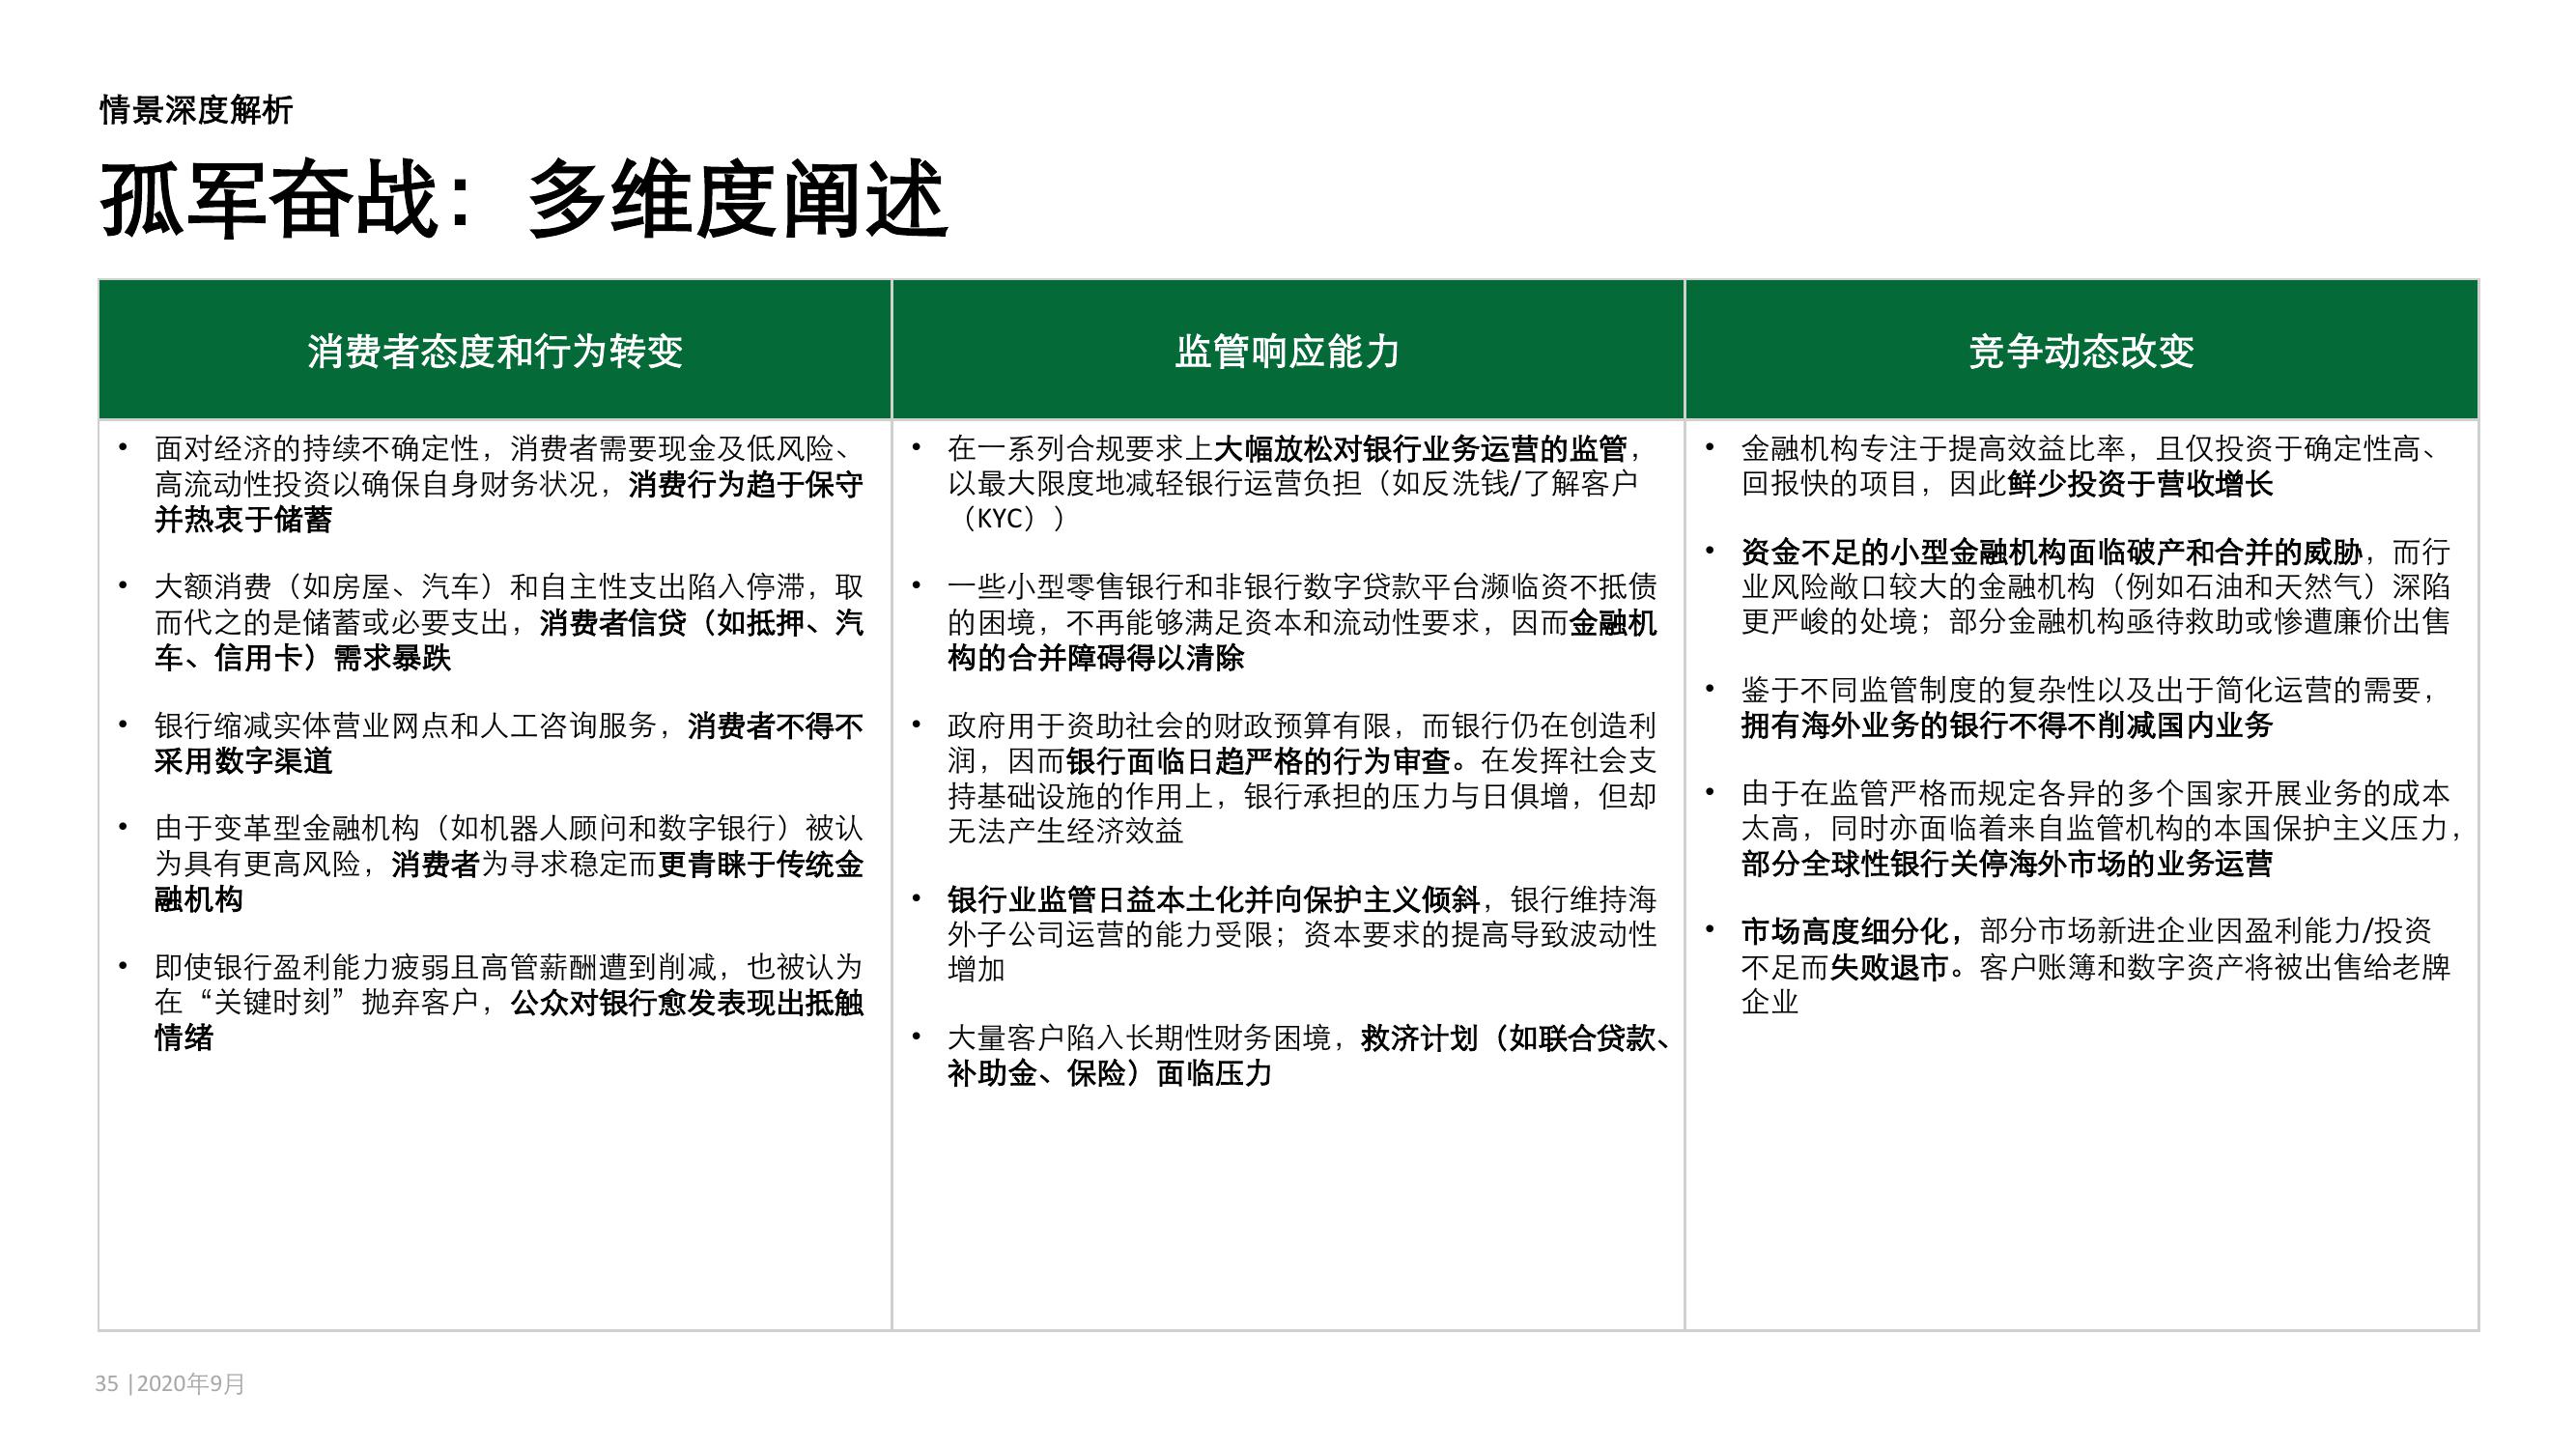 情景深度解析
孤军奋战：多维度阐述
消费者态度和行为转变
• 面对经济的持续不确定性，消费者需要现金及低风险、
高流动性投资以确保自身财务状况，消费行为趋于保守
并热衷于储蓄
• 大额消费（如房屋、汽车）和自主性支出陷入停滞，取
而代之的是储蓄或必要支出，消费者信贷（如抵押、汽
车、信用卡）需求暴跌
• 银行缩减实体营业网点和人工咨询服务，消费者不得不
采用数字渠道
• 由于变革型金融机构（如机器人顾问和数字银行）被认
为具有更高风险，消费者为寻求稳定而更青睐于传统金
融机构
• 即使银行盈利能力疲弱且高管薪酬遭到削减，也被认为
在“关键时刻”抛弃客户，公众对银行愈发表现出抵触
情绪
监管响应能力
• 在一系列合规要求上大幅放松对银行业务运营的监管，
以最大限度地减轻银行运营负担（如反洗钱/了解客户
（KYC））
• 一些小型零售银行和非银行数字贷款平台濒临资不抵债
的困境，不再能够满足资本和流动性要求，因而金融机
构的合并障碍得以清除
• 政府用于资助社会的财政预算有限，而银行仍在创造利
润，因而银行面临日趋严格的行为审查。在发挥社会支
持基础设施的作用上，银行承担的压力与日俱增，但却
无法产生经济效益
• 银行业监管日益本土化并向保护主义倾斜，银行维持海
外子公司运营的能力受限；资本要求的提高导致波动性
增加
• 大量客户陷入长期性财务困境，救济计划（如联合贷款、
补助金、保险）面临压力
竞争动态改变
• 金融机构专注于提高效益比率，且仅投资于确定性高、
回报快的项目，因此鲜少投资于营收增长
• 资金不足的小型金融机构面临破产和合并的威胁，而行
业风险敞口较大的金融机构（例如石油和天然气）深陷
更严峻的处境；部分金融机构亟待救助或惨遭廉价出售
• 鉴于不同监管制度的复杂性以及出于简化运营的需要，
拥有海外业务的银行不得不削减国内业务
• 由于在监管严格而规定各异的多个国家开展业务的成本
太高，同时亦面临着来自监管机构的本国保护主义压力，
部分全球性银行关停海外市场的业务运营
• 市场高度细分化，部分市场新进企业因盈利能力/投资
不足而失败退市。客户账簿和数字资产将被出售给老牌
企业
35 |2020年9月